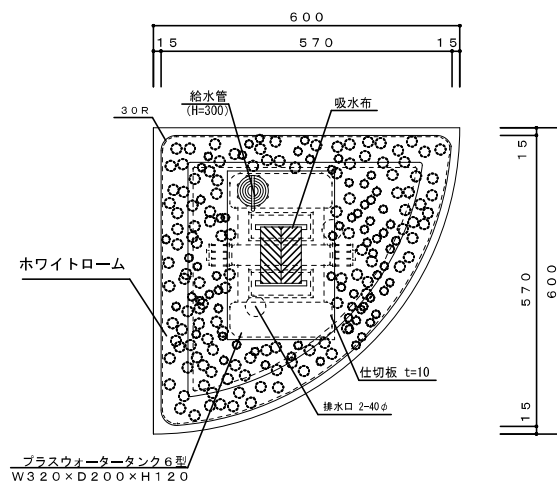 600
15 570 15
給水管
(H=300)
吸水布
30R
15
570
600
15
ホワイトローム
仕切板 t=10
排水口 2-40φ
プラスウォータータンク6型
W320×D200×H120